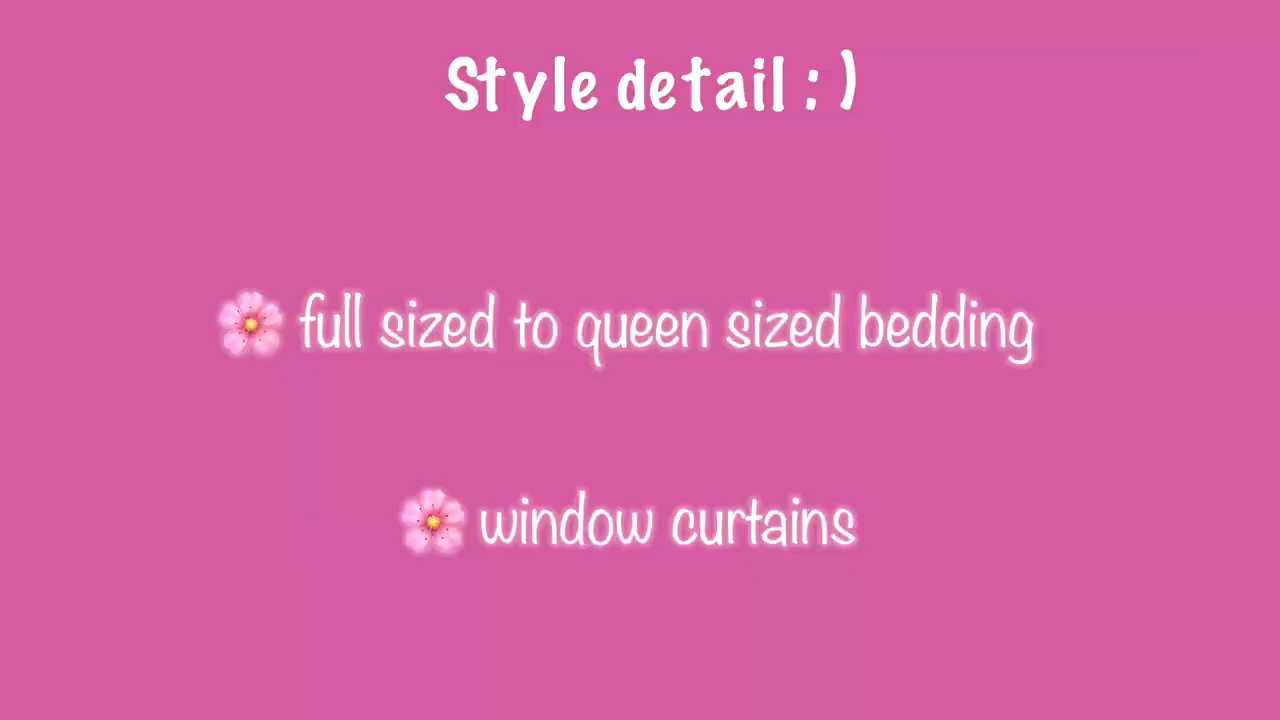 Style detail : )
🌸 full sized to queen sized bedding
🌸 window curtains